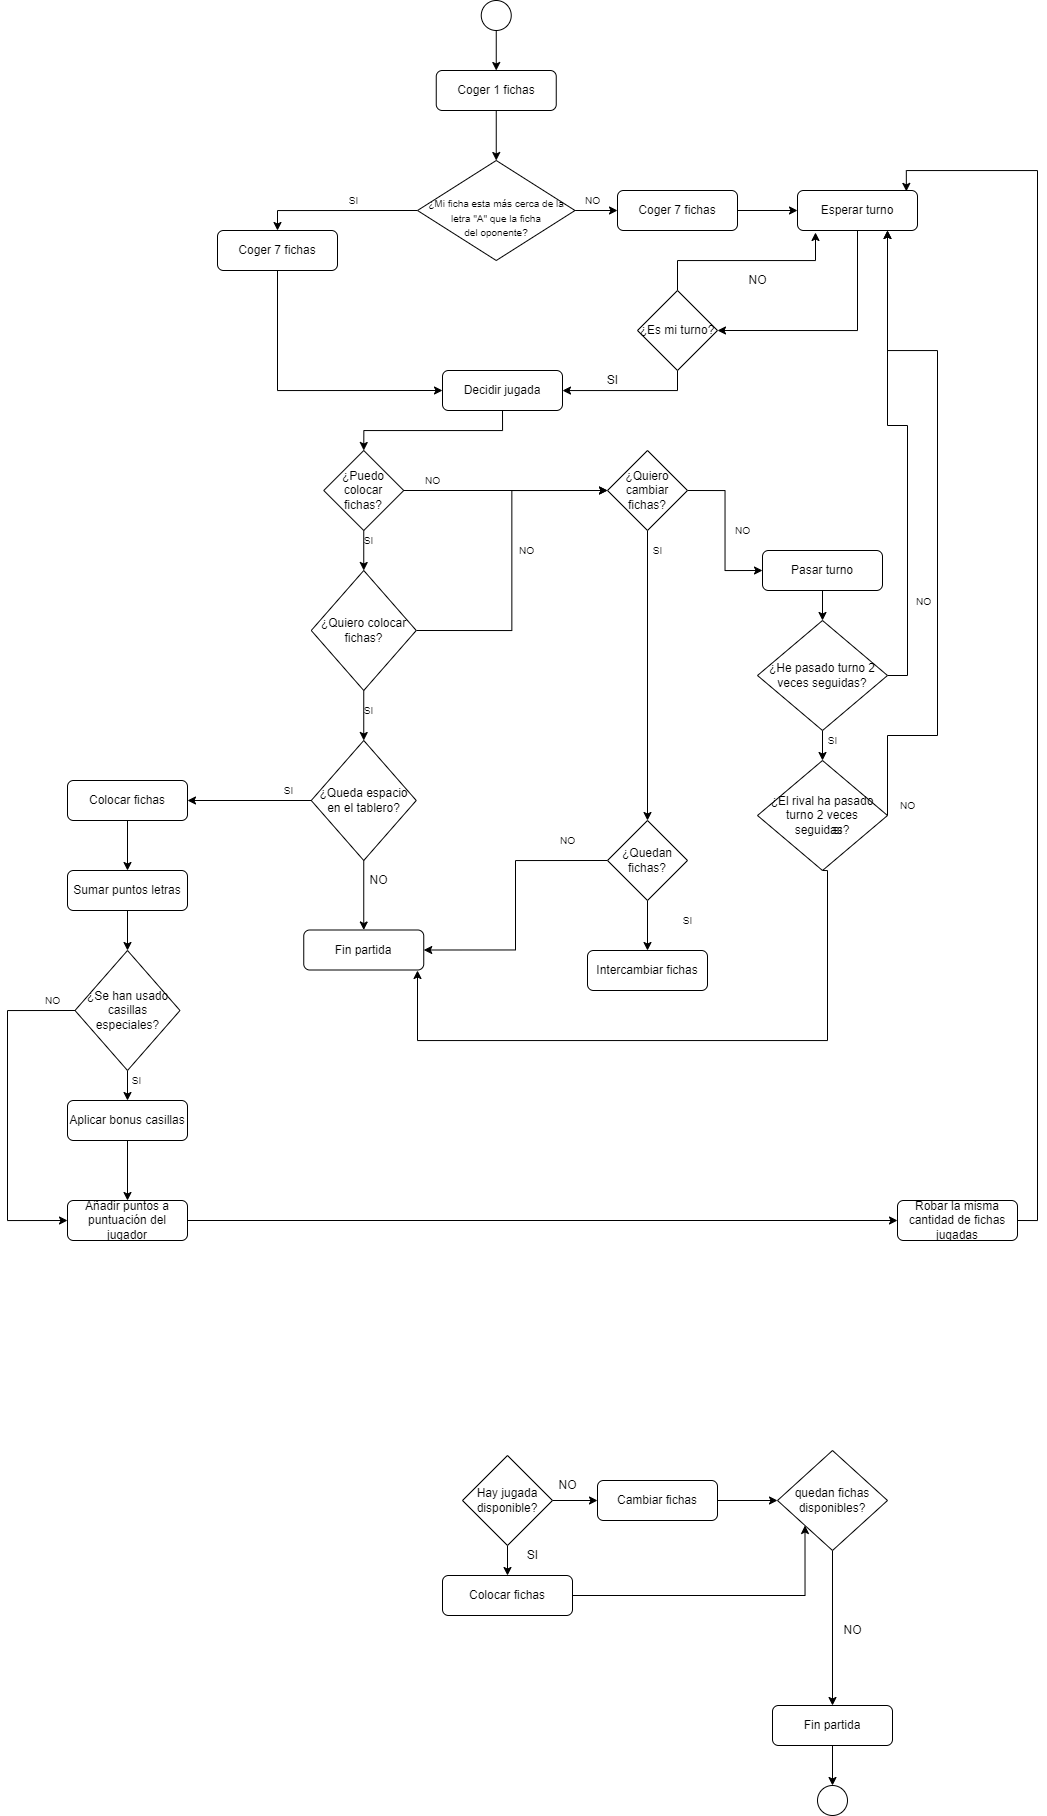 Coger 1 fichas
¿Mi ficha esta más cerca de la
letra "A" que la ficha
del oponente?
SI
NO
Coger 7 fichas
Esperar turno
Coger 7 fichas
NO
¿Es mi turno?
SI
Decidir jugada
¿Puedo
colocar
fichas?
NO
¿Quiero
cambiar
fichas?
NO
SI
NO
SI
Pasar turno
¿Quiero colocar
fichas?
NO
¿He pasado turno 2
veces seguidas?
SI
SI
¿Queda espacio
en el tablero?
SI
Colocar fichas
¿El rival ha pasado
turno 2 veces
seguidas?
NO
NO
¿Quedan
fichas?
NO
Sumar puntos letras
SI
Fin partida
Intercambiar fichas
¿Se han usado
casillas
especiales?
NO
SI
Aplicar bonus casillas
Añadir puntos a
puntuación del
jugador
Robar la misma
cantidad de fichas
jugadas
Hay jugada
disponible?
NO
Cambiar fichas
quedan fichas
disponibles?
SI
Colocar fichas
NO
Fin partida